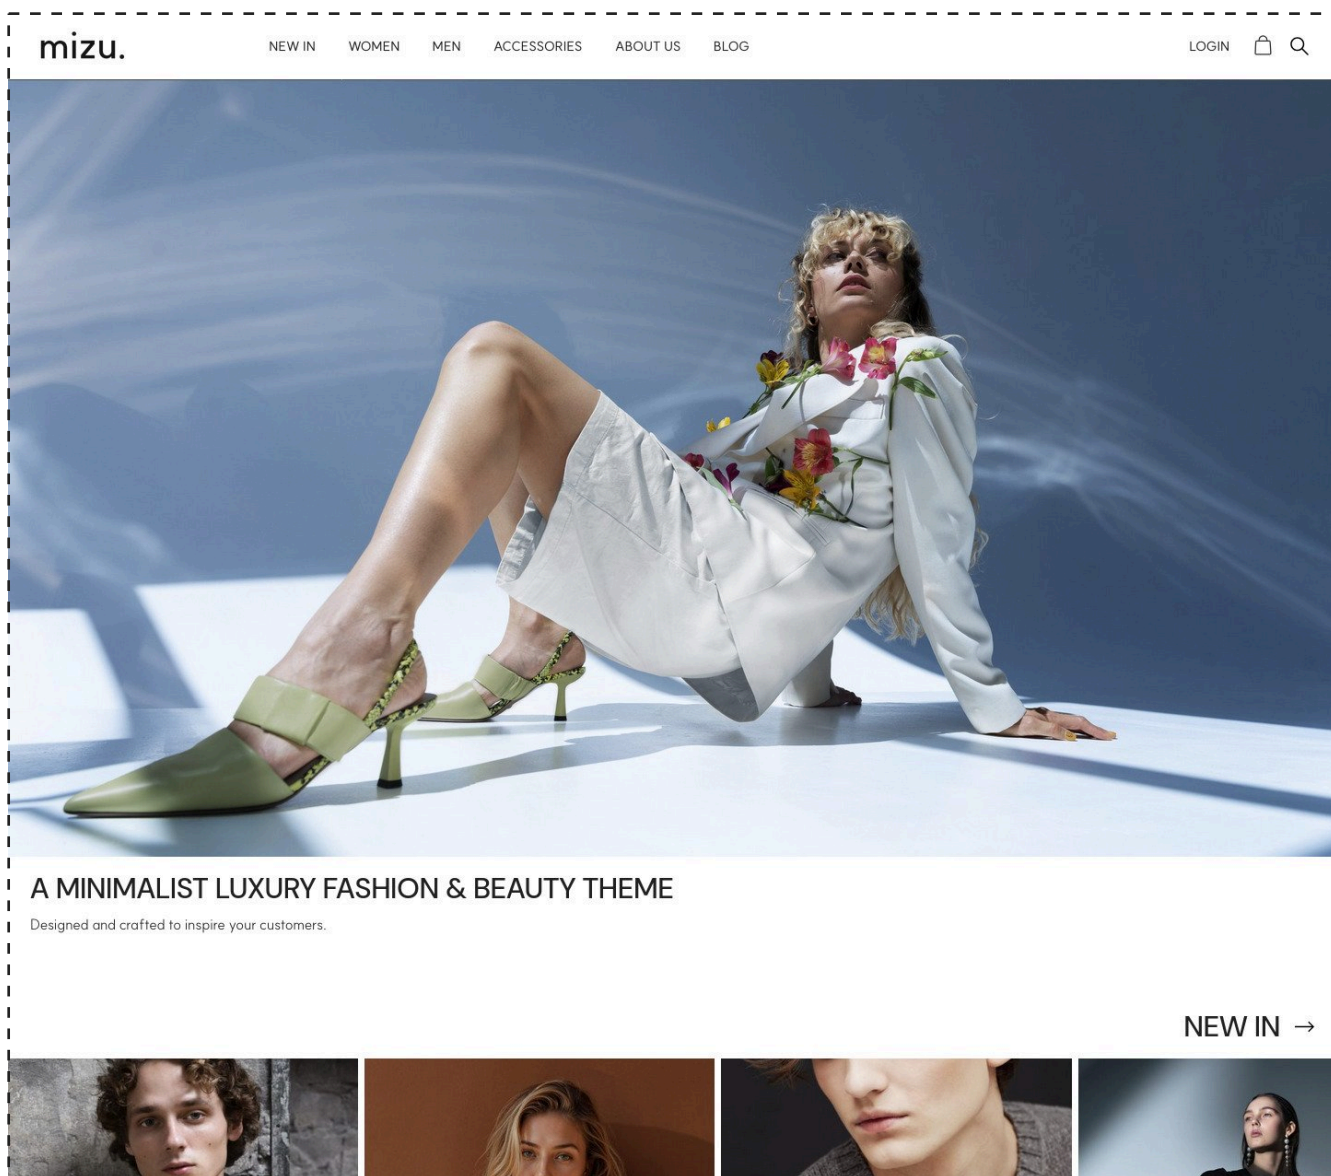 mizu.
NEW IN WOMEN MEN ACCESSORIES ABOUT US BLOG LOGIN
A MINIMALIST LUXURY FASHION & BEAUTY THEME
Designed and crafted to inspire your customers.
NEW IN →